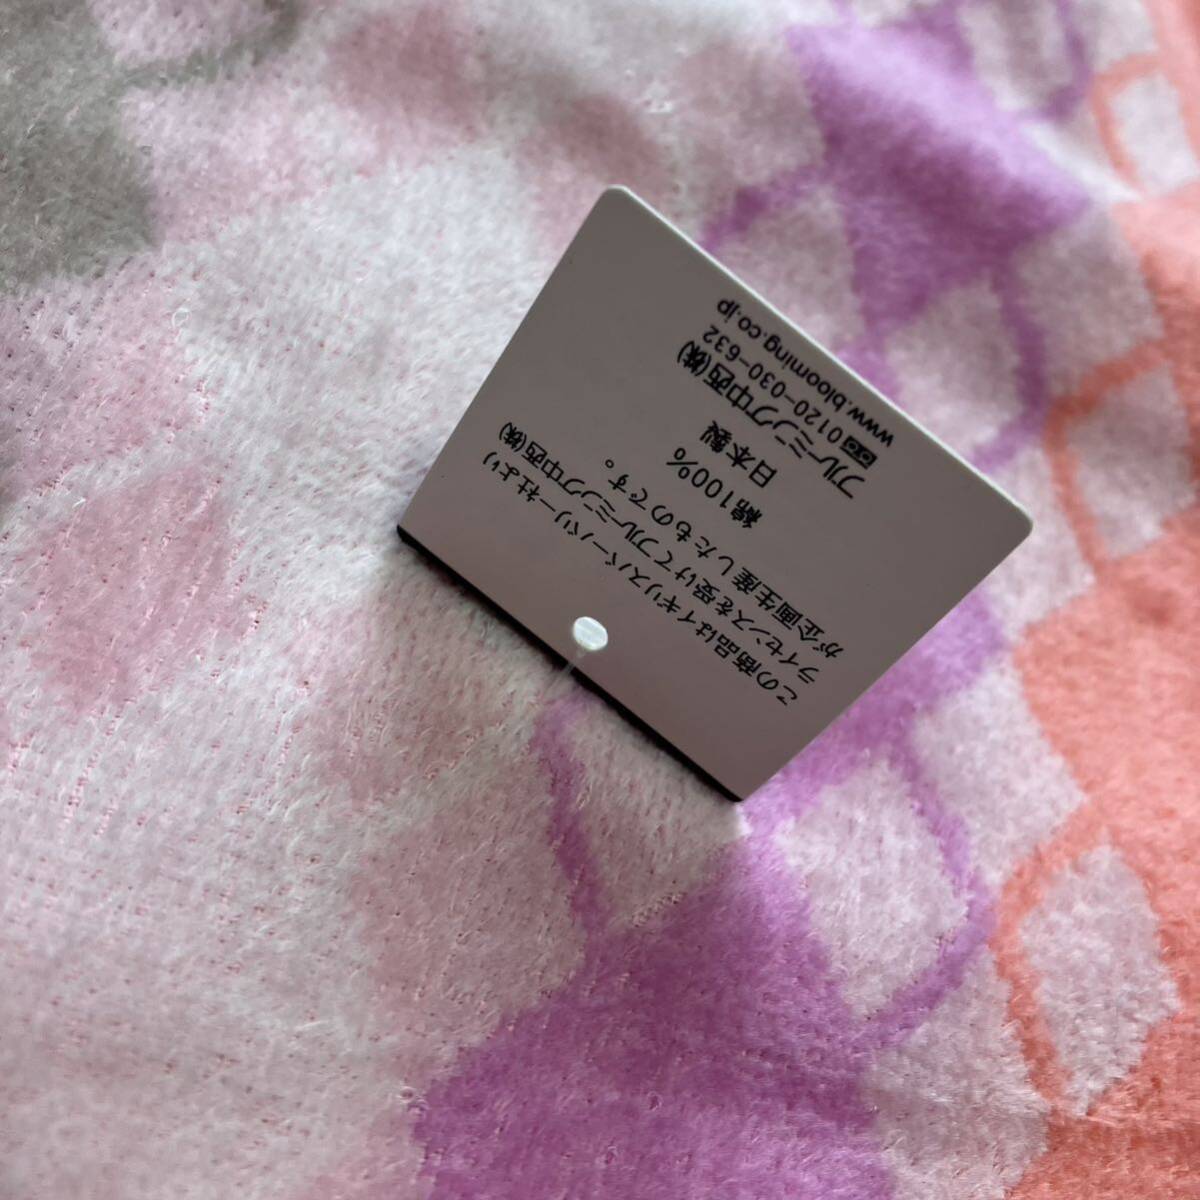 この商品はイギリスバーバリー社より
ライセンスを受けてブルーミング中西(株)
が企画生産したものです。
綿100%
日本製
ブルーミング中西(株)
0120-030-632
www.blooming.co.jp